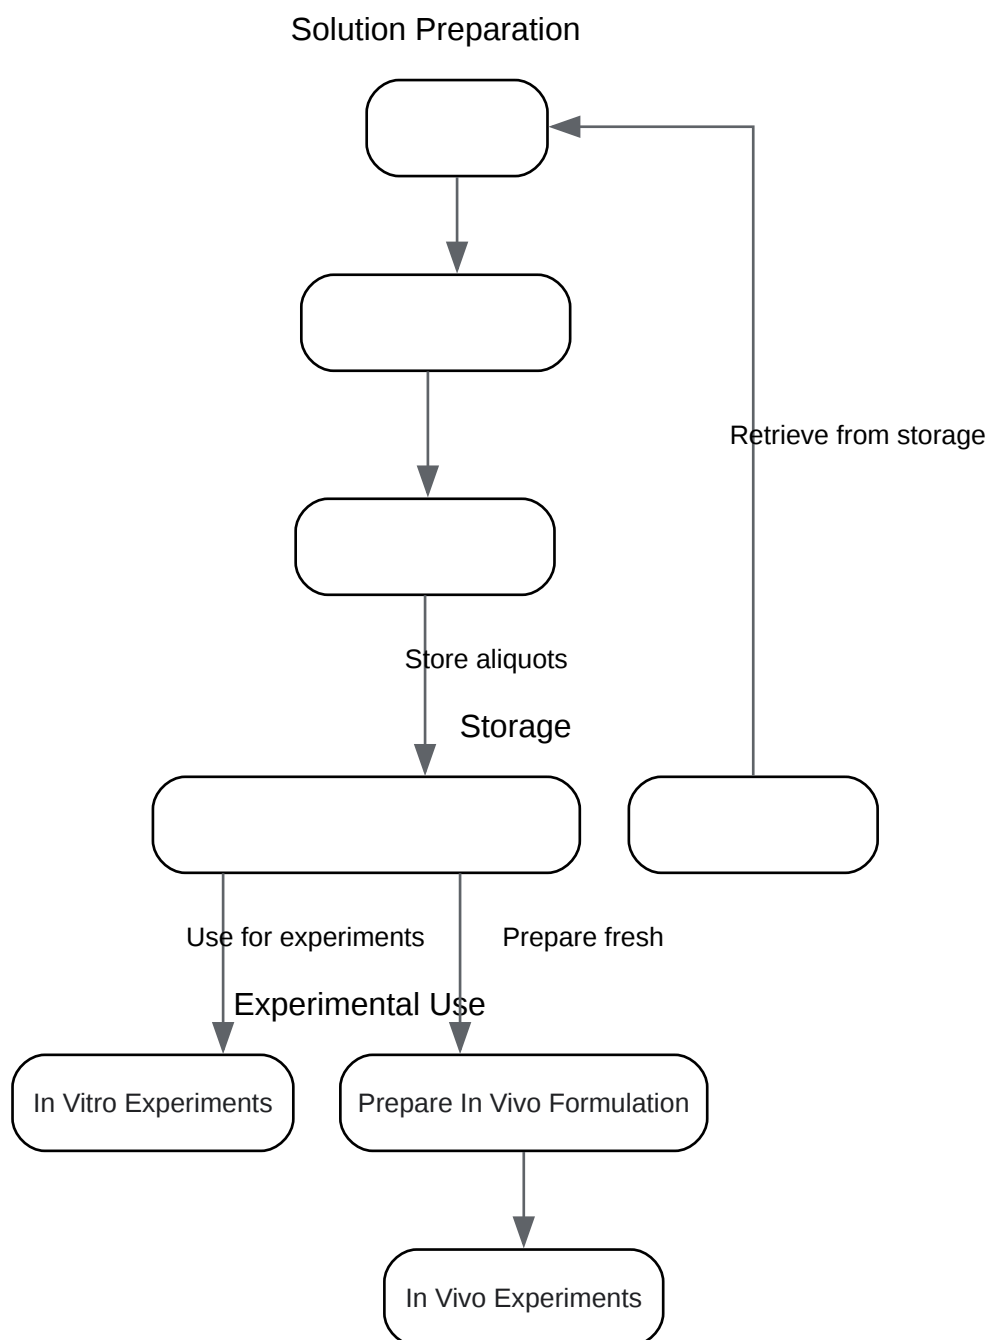 Solution Preparation
Retrieve from storage
Store aliquots
Storage
Use for experiments
Prepare fresh
Experimental Use
In Vitro Experiments
Prepare In Vivo Formulation
In Vivo Experiments